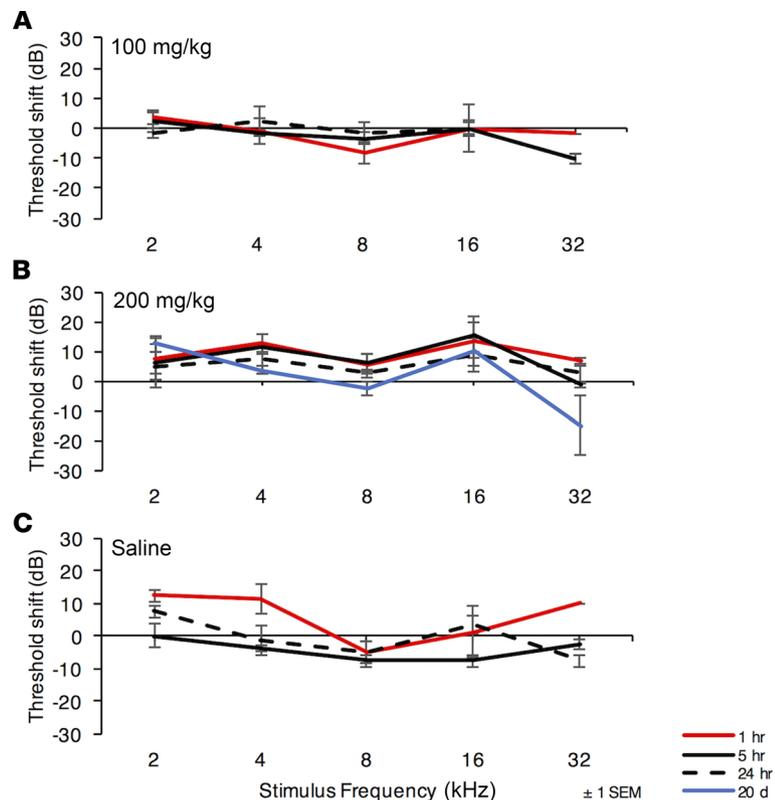 A
100 mg/kg
Threshold shift (dB)
30
20
10
0
-10
-20
-30
2 4 8 16 32
B
200 mg/kg
Threshold shift (dB)
30
20
10
0
-10
-20
-30
2 4 8 16 32
C
Saline
Threshold shift (dB)
30
20
10
0
-10
-20
-30
2 4 8 16 32
Stimulus Frequency (kHz)
± 1 SEM
1 hr
5 hr
24 hr
20 d